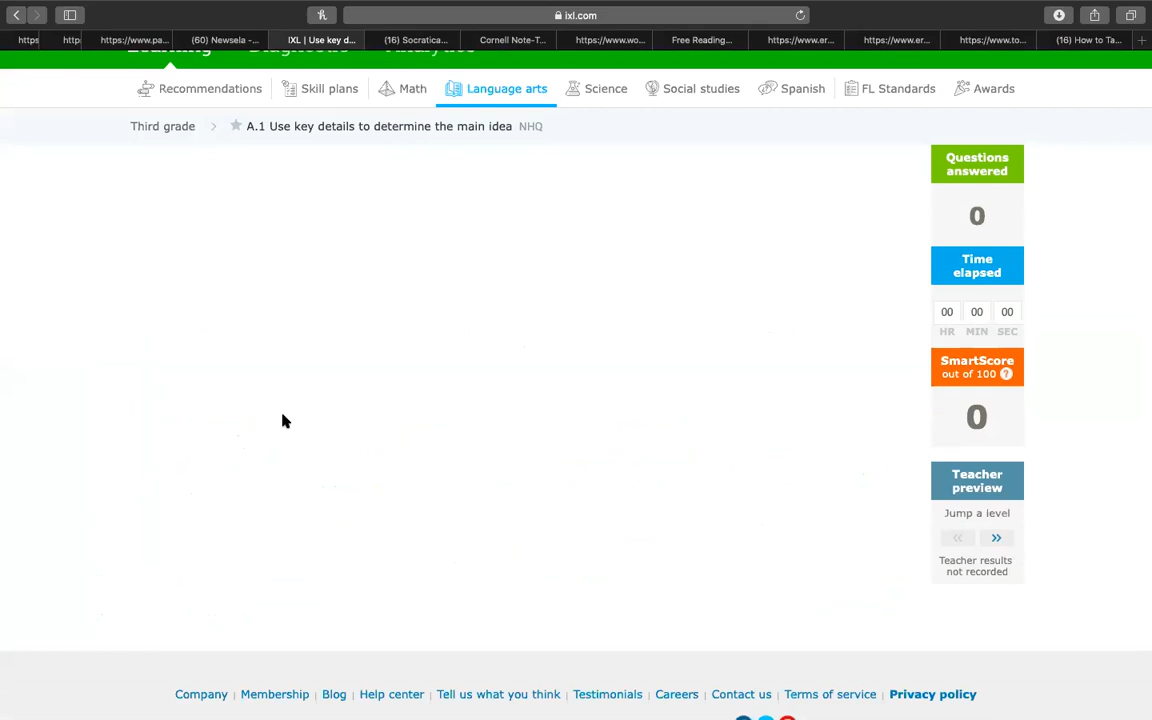 ixl.com
https
http
https://www.pa...
(60) Newsela -...
IXL | Use key d...
(16) Socratica...
Cornell Note-T...
https://www.wo...
Free Reading...
https://www.er...
https://www.er...
https://www.to...
(16) How to Ta...
Learning Diagnostic Analytics
Recommendations
Skill plans
Math
Language arts
Science
Social studies
Spanish
FL Standards
Awards
Third grade > A.1 Use key details to determine the main idea NHQ
Questions
answered
0
Time
elapsed
00 00 00
HR MIN SEC
SmartScore
out of 100 ?
0
Teacher
preview
Jump a level
Teacher results
not recorded
Company | Membership | Blog | Help center | Tell us what you think | Testimonials | Careers | Contact us | Terms of service | Privacy policy